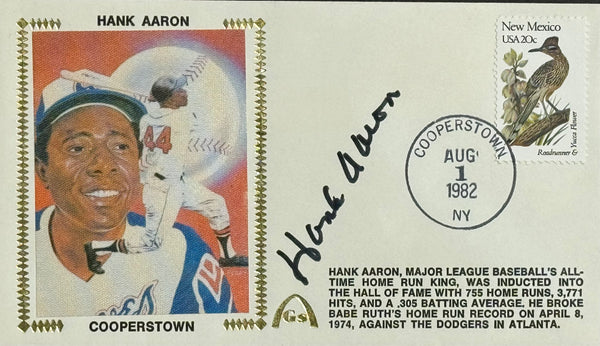 HANK AARON
44
COOPERSTOWN
Hank Aaron
New Mexico
USA 20c
Roadrunner &
Yucca Flower
COOPERSTOWN
AUG
1
1982
NY
Gs
HANK AARON, MAJOR LEAGUE BASEBALL'S ALL-
TIME HOME RUN KING, WAS INDUCTED INTO
THE HALL OF FAME WITH 755 HOME RUNS, 3,771
HITS, AND A .305 BATTING AVERAGE. HE BROKE
BABE RUTH'S HOME RUN RECORD ON APRIL 8,
1974, AGAINST THE DODGERS IN ATLANTA.